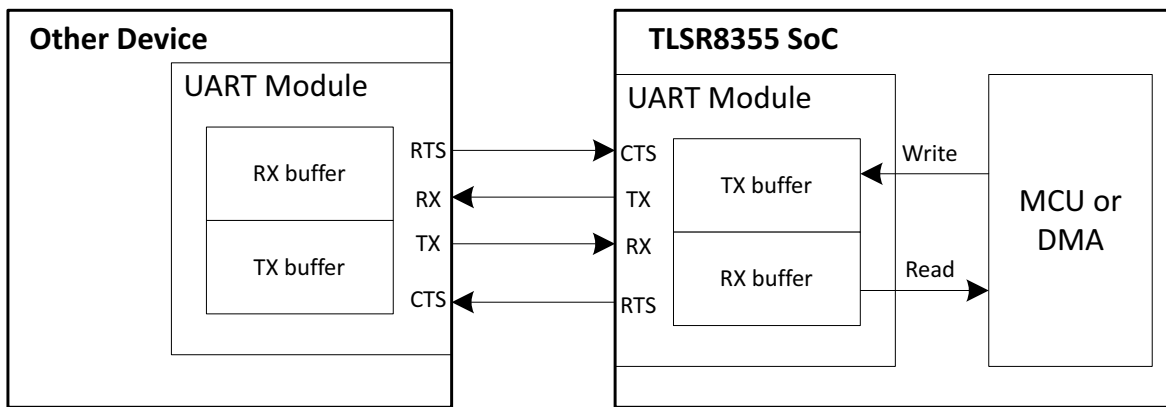 Other Device
UART Module
RX buffer
TX buffer
RTS
RX
TX
CTS
TLSR8355 SoC
UART Module
CTS
TX
RX
RTS
TX buffer
RX buffer
Write
Read
MCU or
DMA